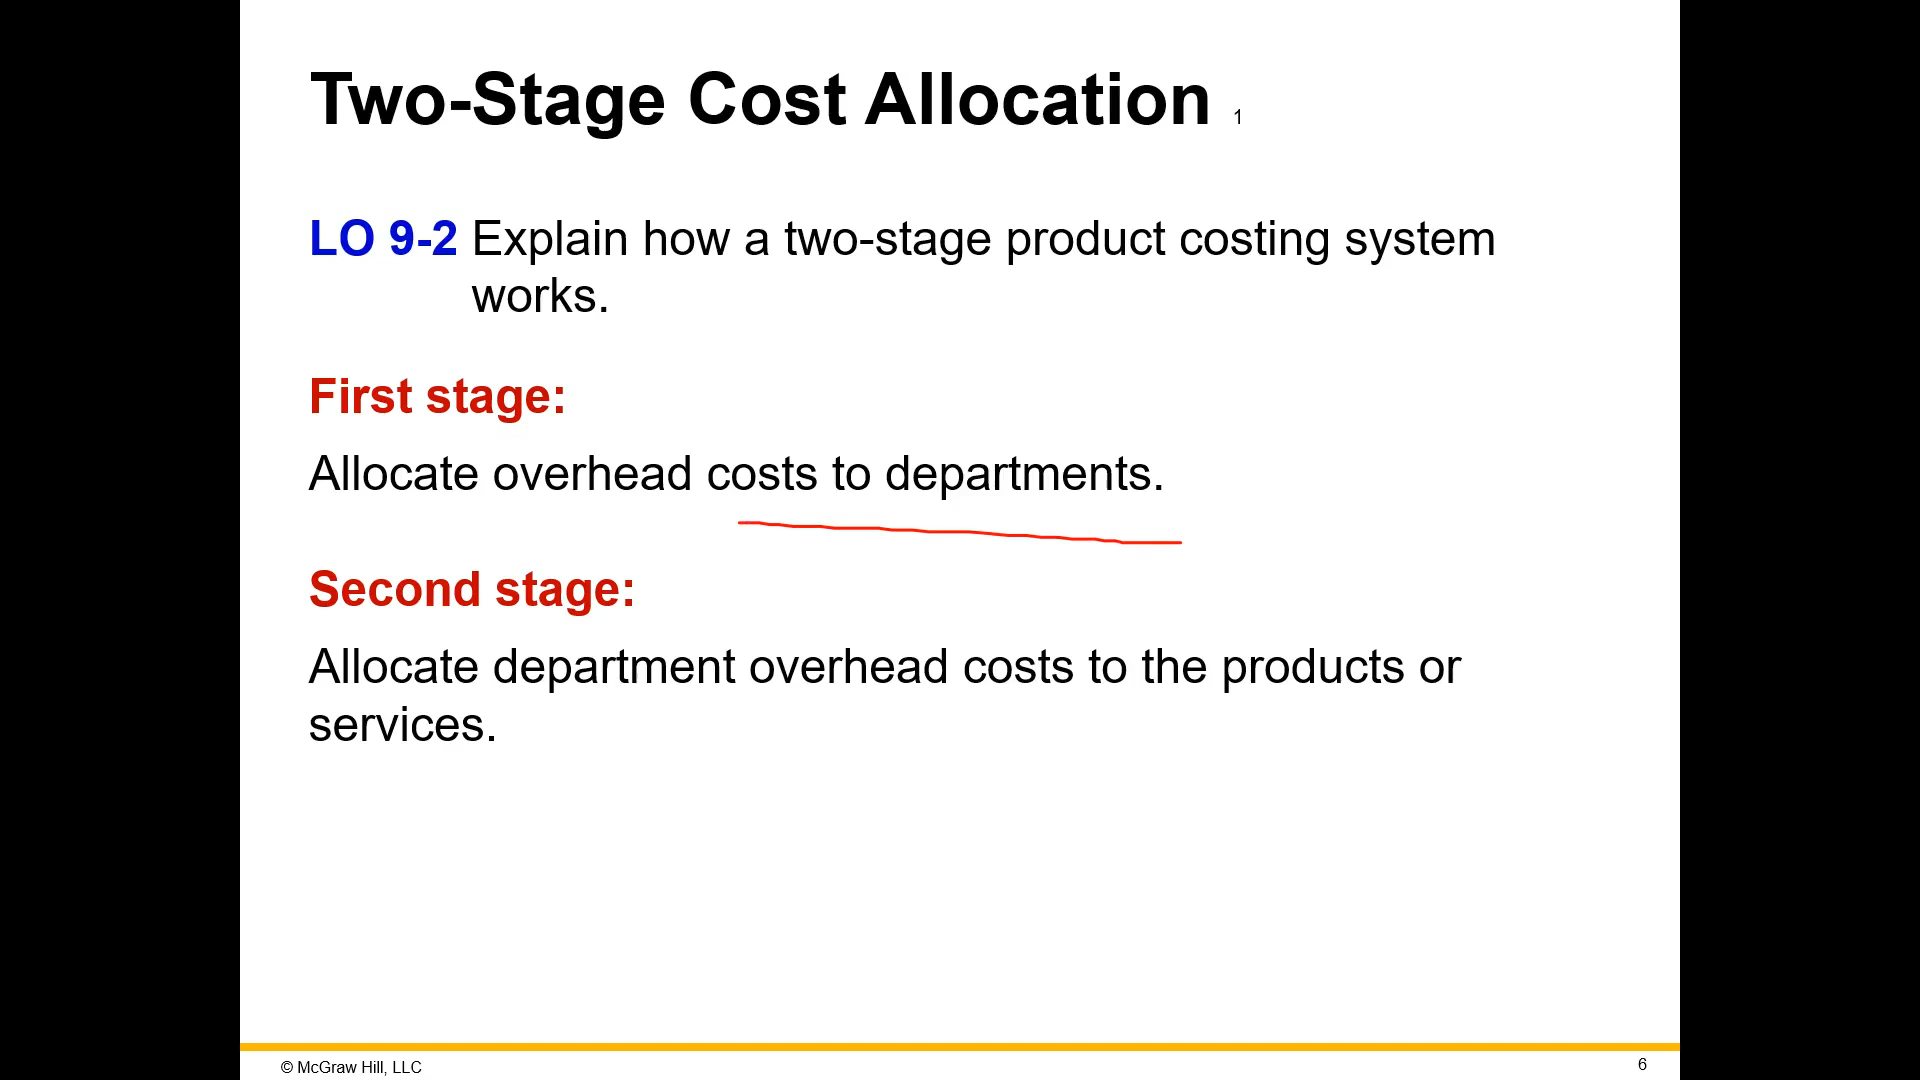 Two-Stage Cost Allocation 1
LO 9-2 Explain how a two-stage product costing system
works.
First stage:
Allocate overhead costs to departments.
Second stage:
Allocate department overhead costs to the products or
services.
© McGraw Hill, LLC
6